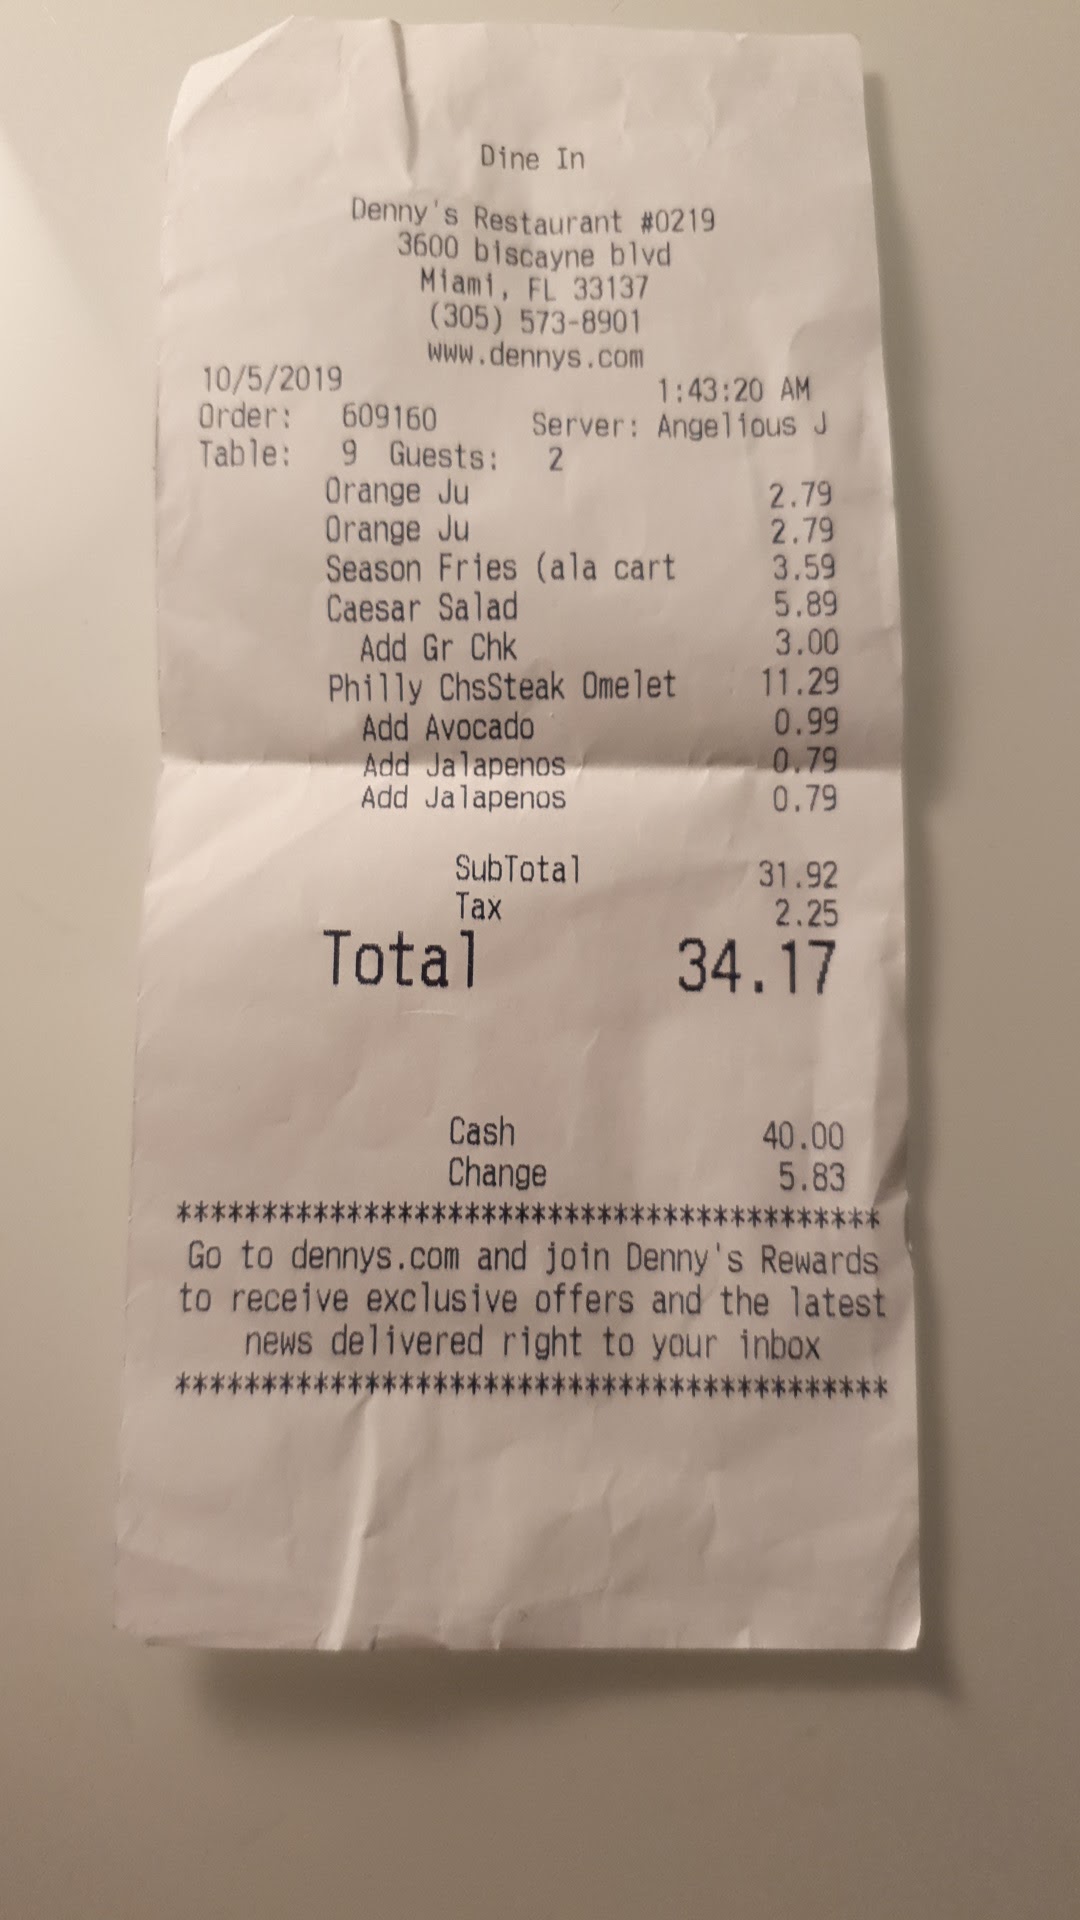 Dine In
Denny's Restaurant #0219
3600 biscayne blvd
Miami, FL 33137
(305) 573-8901
www.dennys.com
10/5/2019 1:43:20 AM
Order: 609160 Server: Angelious J
Table: 9 Guests: 2
Orange Ju 2.79
Orange Ju 2.79
Season Fries (ala cart 3.59
Caesar Salad 5.89
Add Gr Chk 3.00
Philly ChsSteak Omelet 11.29
Add Avocado 0.99
Add Jalapenos 0.79
Add Jalapenos 0.79
SubTotal 31.92
Tax 2.25
Total 34.17
Cash 40.00
Change 5.83
*****************************************
Go to dennys.com and join Denny's Rewards
to receive exclusive offers and the latest
news delivered right to your inbox
*****************************************